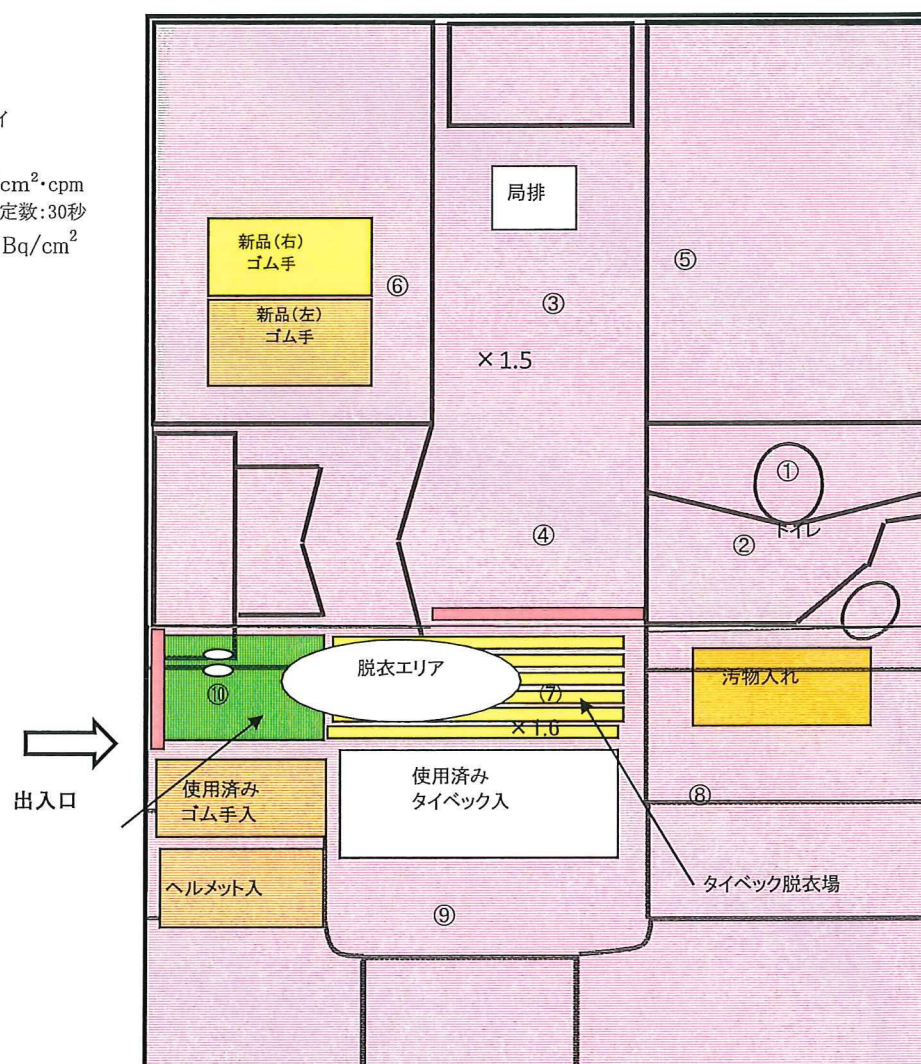 イ
cm²・cpm
定数:30秒
Bq/cm²
局排
新品(右)
ゴム手
⑥
⑤
③
新品(左)
ゴム手
×1.5
①
トイレ
④
②
脱衣エリア
⑩
⑦
汚物入れ
×1.6
出入口
使用済み
ゴム手入
使用済み
タイベック入
⑧
ヘルメット入
タイベック脱衣場
⑨